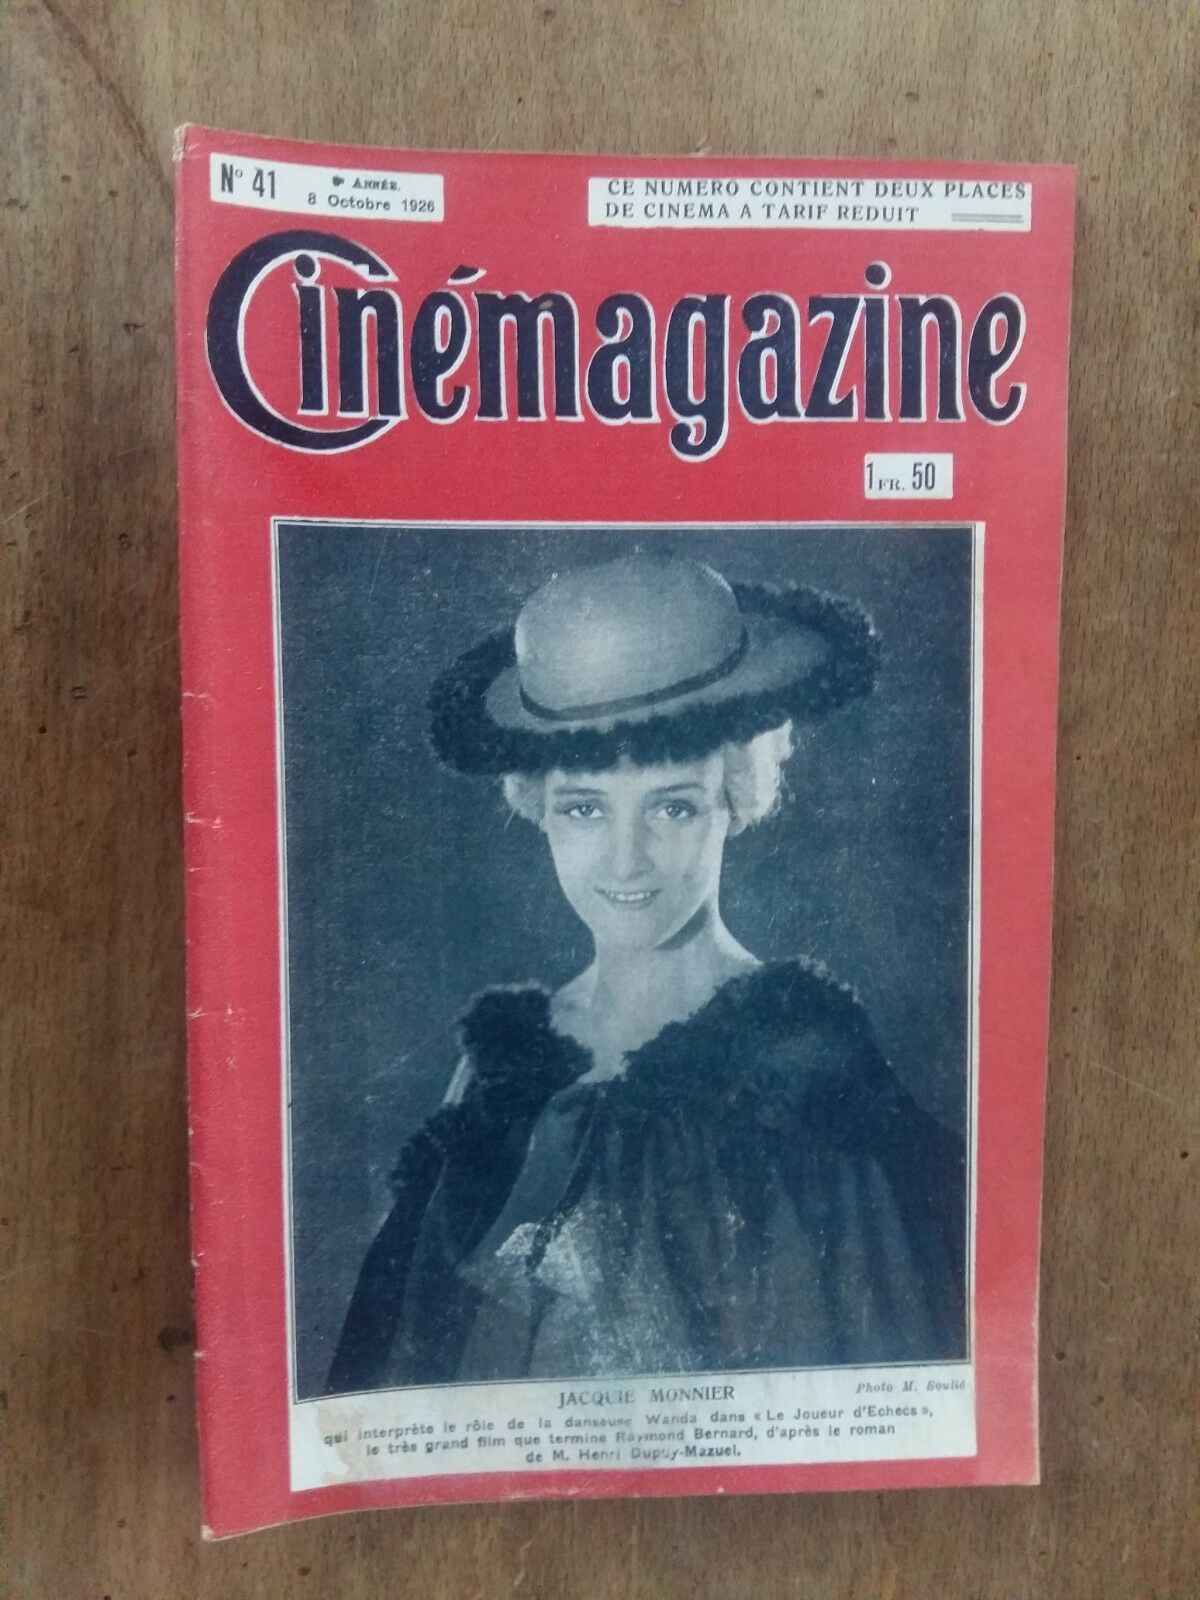 N° 41
6e ANNÉE.
8 Octobre 1926
CE NUMERO CONTIENT DEUX PLACES
DE CINEMA A TARIF REDUIT
Cinémagazine
1 FR. 50
JACQUIE MONNIER
Photo M. Soulié
qui interprète le rôle de la danseuse Wanda dans « Le Joueur d'Echecs »,
le très grand film que termine Raymond Bernard, d'après le roman
de M. Henri Dupuy-Mazuel.